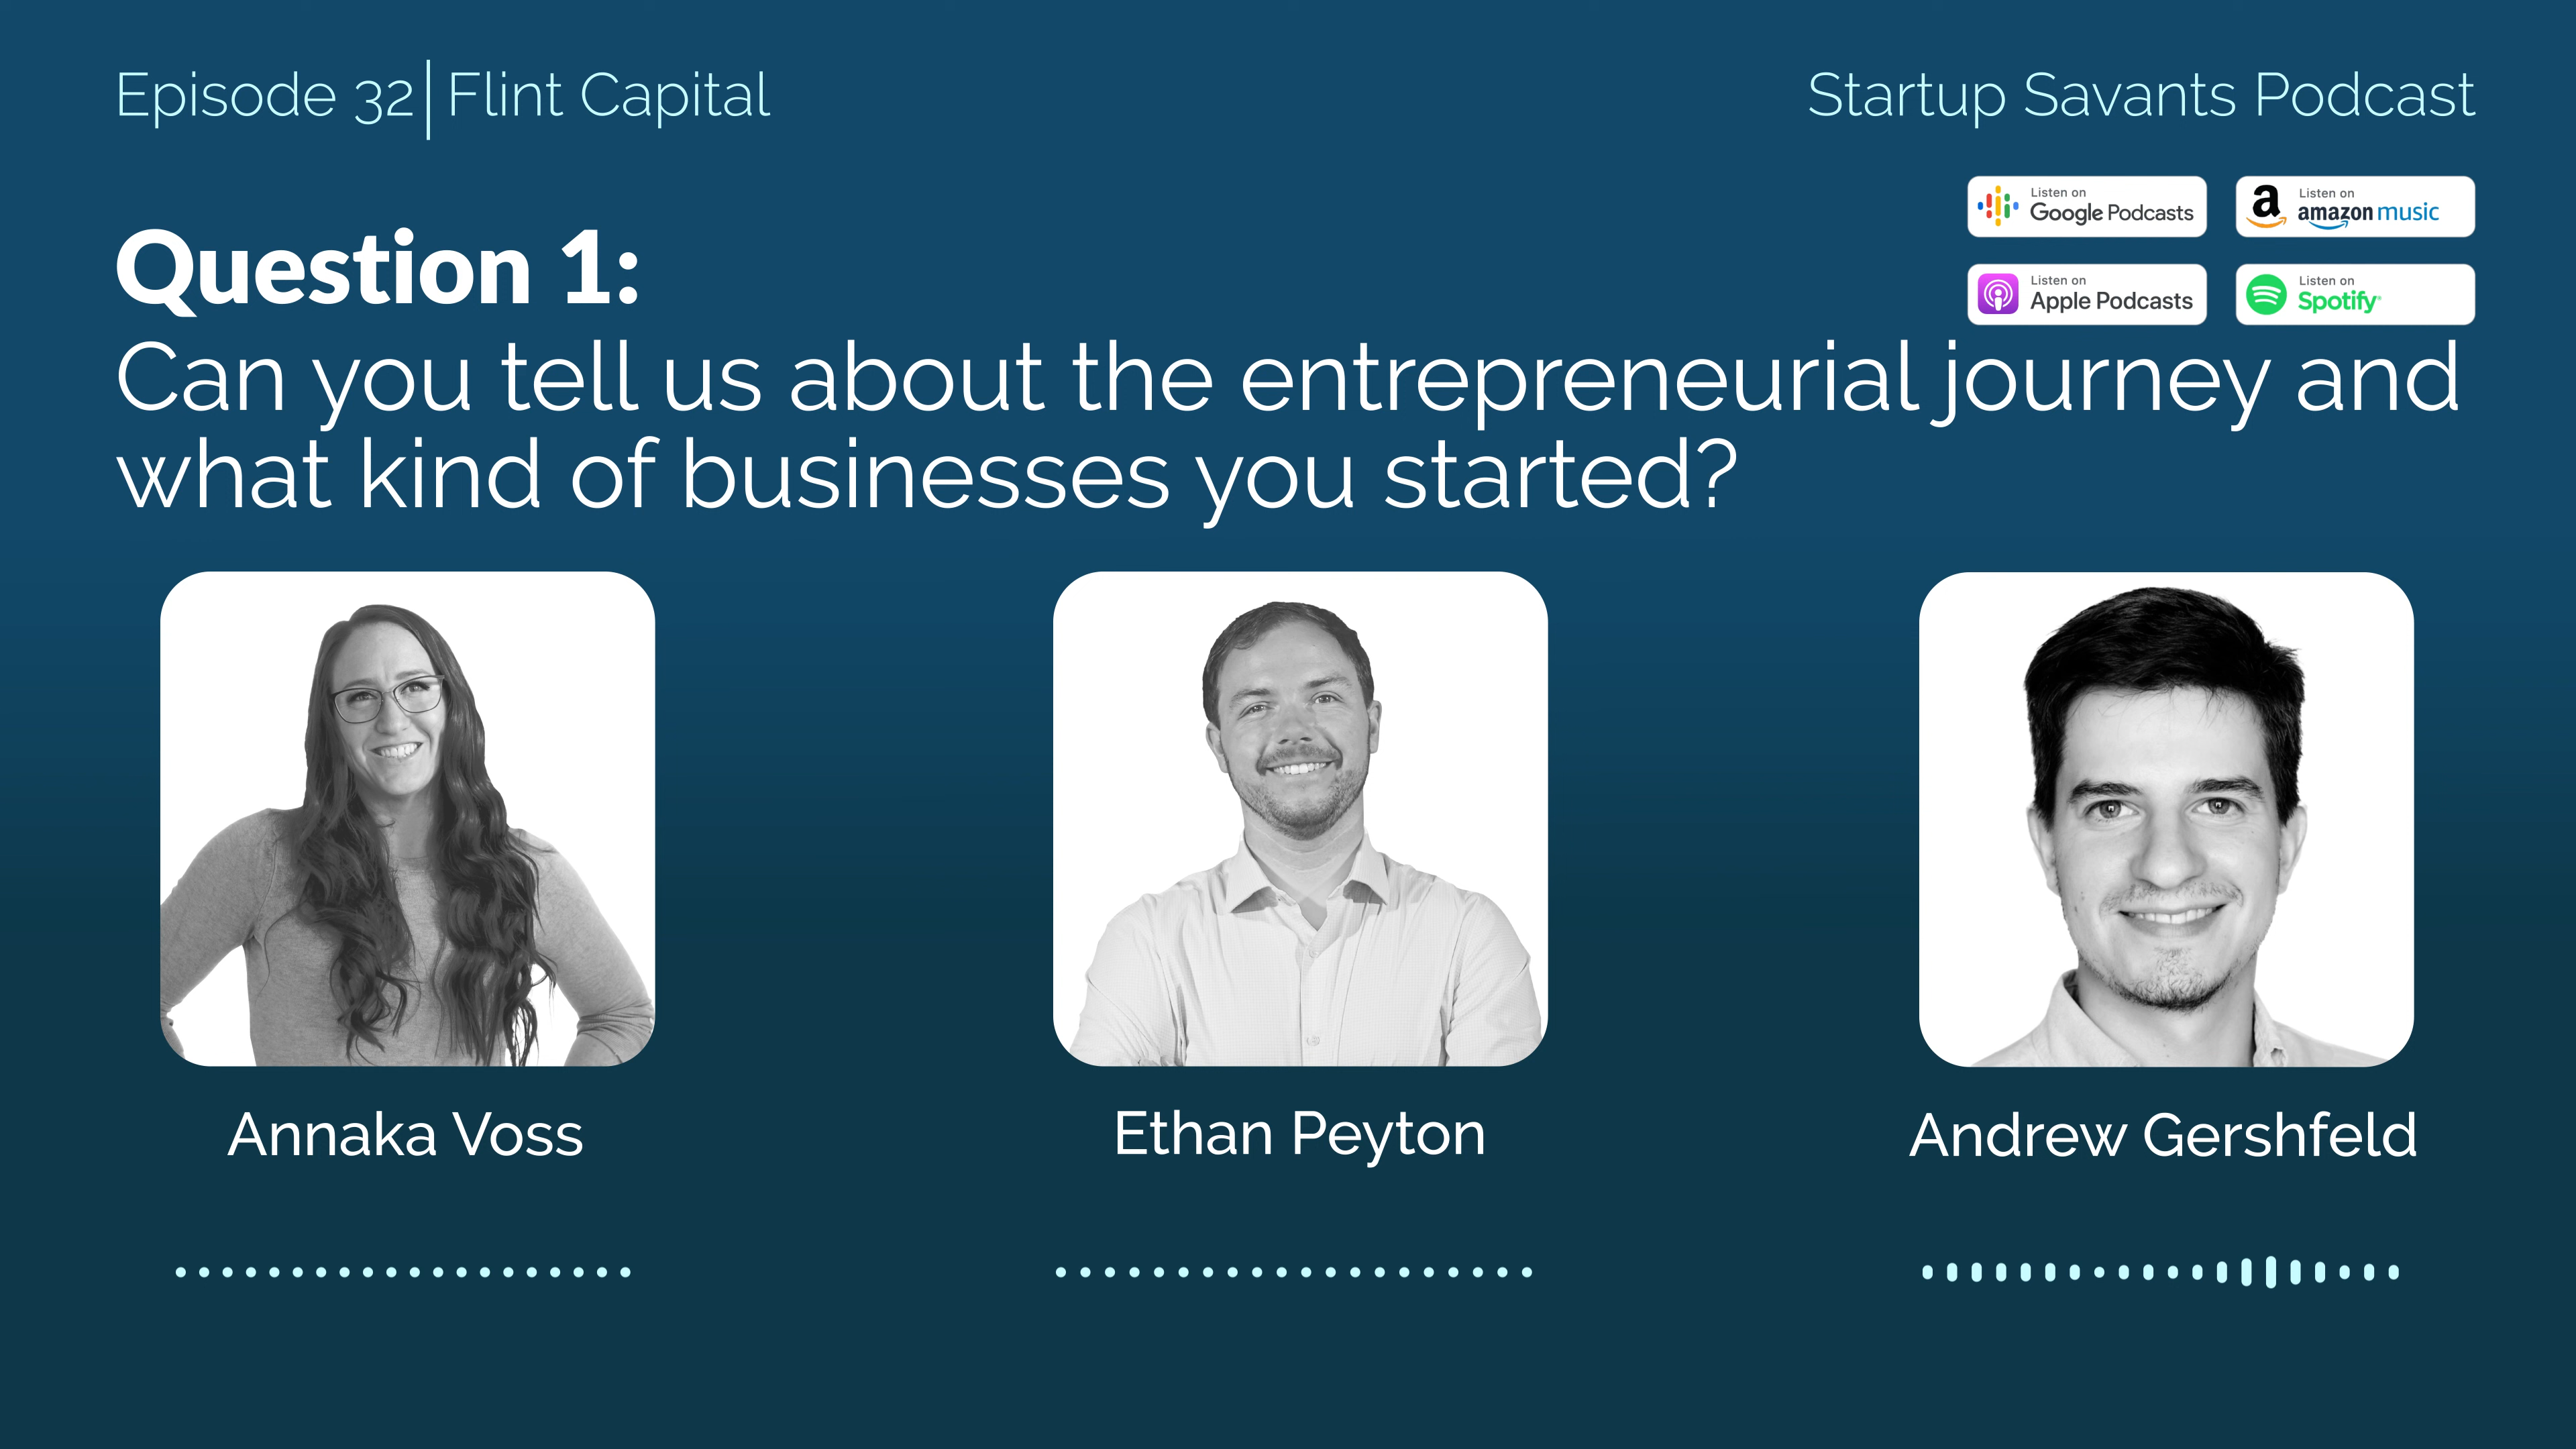 Episode 32 | Flint Capital
Startup Savants Podcast
Listen on
Google Podcasts
a
Listen on
amazon music
Listen on
Apple Podcasts
Listen on
Spotify®
Question 1:
Can you tell us about the entrepreneurial journey and
what kind of businesses you started?
Annaka Voss
Ethan Peyton
Andrew Gershfeld